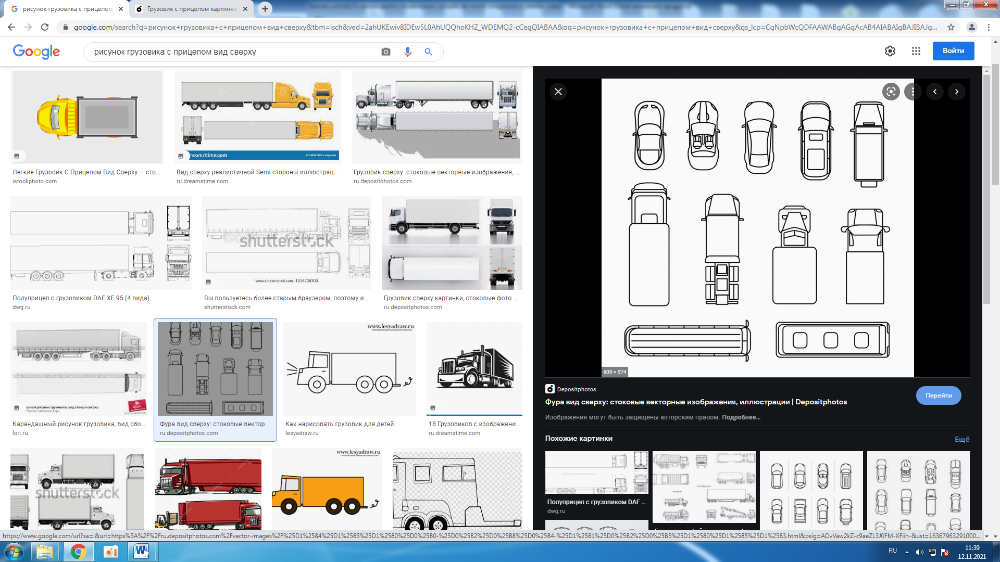 рисунок грузовика с прицепом
Грузовик с прицепом картинки,
google.com/search?q=рисунок+грузовика+с+прицепом+вид+сверху&tbm=isch&ved=2ahUKEwiv8IDEw5L0AhUQQhoKHZ_WDEMQ2-cCegQIABAA&oq=рисунок+грузовика+с+прицепом+вид+сверху&gs_lcp=CgNpbWcQDFAAWABgAGgAcAB4AIABAIgBAJIBAJg...
Google
рисунок грузовика с прицепом вид сверху
Войти
dreamstime.com
Легкие Грузовик С Прицепом Вид Сверху — сто...
istockphoto.com
Вид сверху реалистичной Semi стороны иллюстрац...
ru.dreamstime.com
Грузовик сверху: стоковые векторные изображения, ...
ru.depositphotos.com
shutterstock
www.shutterstock.com · 1018738303
Полуприцеп с грузовиком DAF XF 95 (4 вида)
dwg.ru
Вы пользуетесь более старым браузером, поэтому и...
shutterstock.com
Грузовик сверху картинки, стоковые фото ...
ru.depositphotos.com
www.lesyadraw.ru
шный рисунок грузовика, вид сбоку и сверху
Карандашный рисунок грузовика, вид сбо...
lori.ru
Фура вид сверху: стоковые вектор...
ru.depositphotos.com
Как нарисовать грузовик для детей
lesyadraw.ru
18 Грузовиков с изображени...
ru.dreamstime.com
shutterstock
www.lesyadraw.ru
600 × 574
Depositphotos
Фура вид сверху: стоковые векторные изображения, иллюстрации | Depositphotos
Перейти
Изображения могут быть защищены авторским правом. Подробнее...
Похожие картинки
Ещё
Полуприцеп с грузовиком DAF ...
dwg.ru
https://www.google.com/url?sa=i&url=https%3A%2F%2Fru.depositphotos.com%2Fvector-images%2F%25D1%2584%25D1%2583%25D1%2580%25D0%25B0-%25D0%25B2%25D0%25B8%25D0%25B4-%25D1%2581%25D0%25B2%25D0%25B5%25D1%2580%25D1%2585%25D1%2583.html&psig=AOvVaw2kZ-c9aeZL3J0FM-XFiih-&ust=16367963291000...
RU
11:39
12.11.2021